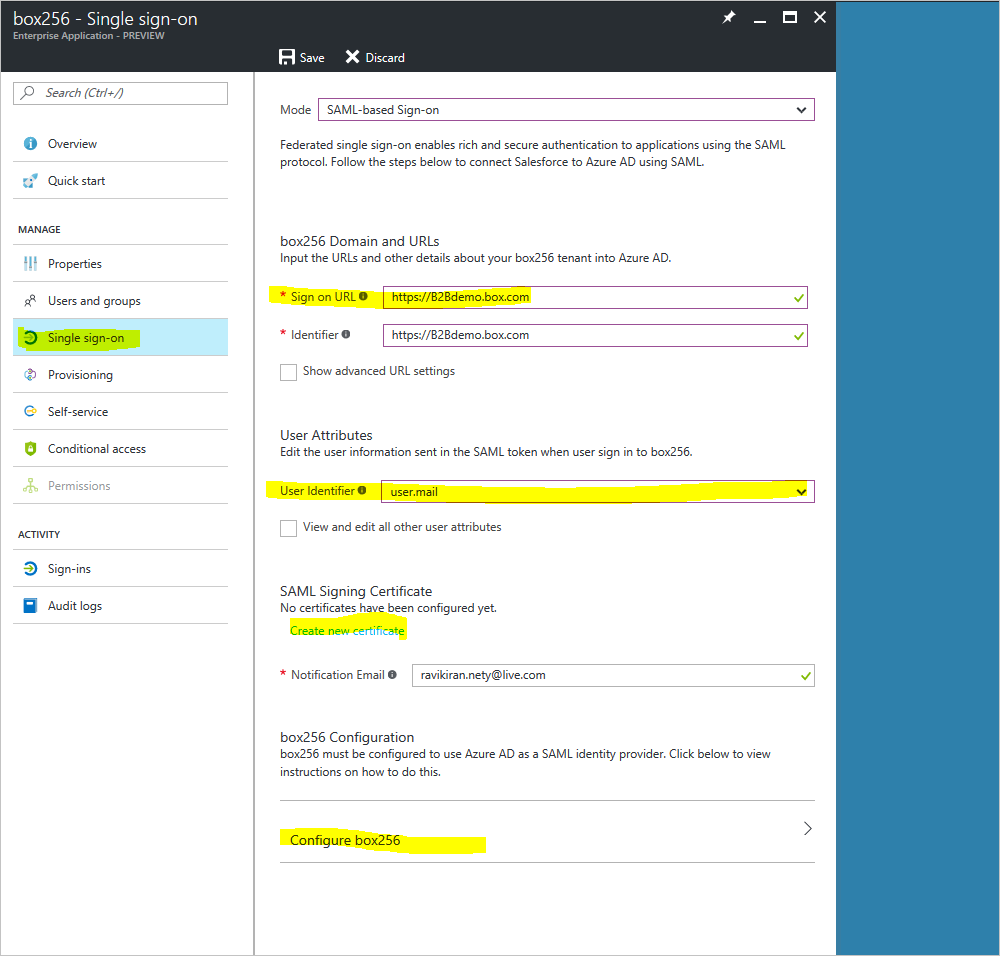 box256 - Single sign-on
Enterprise Application - PREVIEW
Save Discard
Search (Ctrl+/)
Overview
Quick start
MANAGE
Properties
Users and groups
Single sign-on
Provisioning
Self-service
Conditional access
Permissions
ACTIVITY
Sign-ins
Audit logs
Mode SAML-based Sign-on
Federated single sign-on enables rich and secure authentication to applications using the SAML
protocol. Follow the steps below to connect Salesforce to Azure AD using SAML.
box256 Domain and URLs
Input the URLs and other details about your box256 tenant into Azure AD.
* Sign on URL https://B2Bdemo.box.com
* Identifier https://B2Bdemo.box.com
Show advanced URL settings
User Attributes
Edit the user information sent in the SAML token when user sign in to box256.
User Identifier user.mail
View and edit all other user attributes
SAML Signing Certificate
No certificates have been configured yet.
Create new certificate
* Notification Email ravikiran.nety@live.com
box256 Configuration
box256 must be configured to use Azure AD as a SAML identity provider. Click below to view
instructions on how to do this.
Configure box256